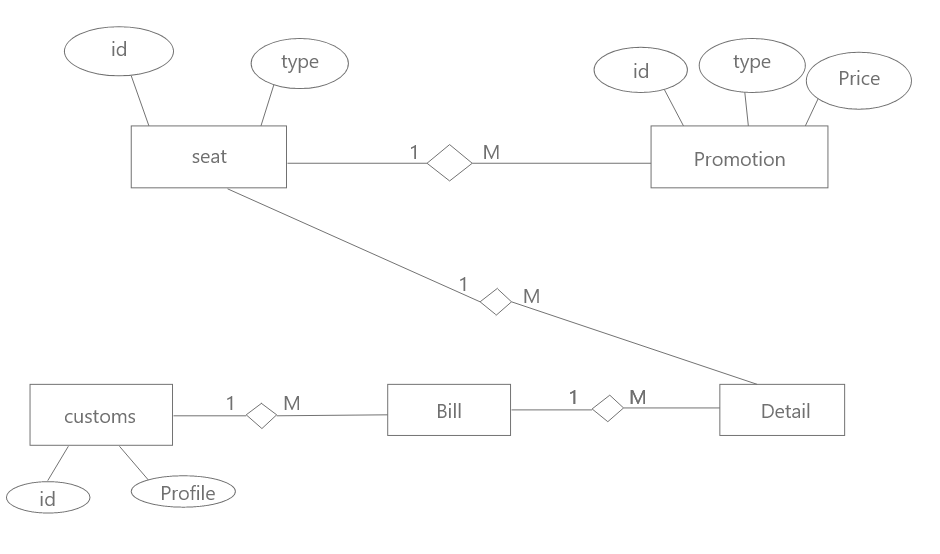 id
type
id
type
Price
seat
1
M
Promotion
1
M
customs
1
M
Bill
1
M
Detail
id
Profile